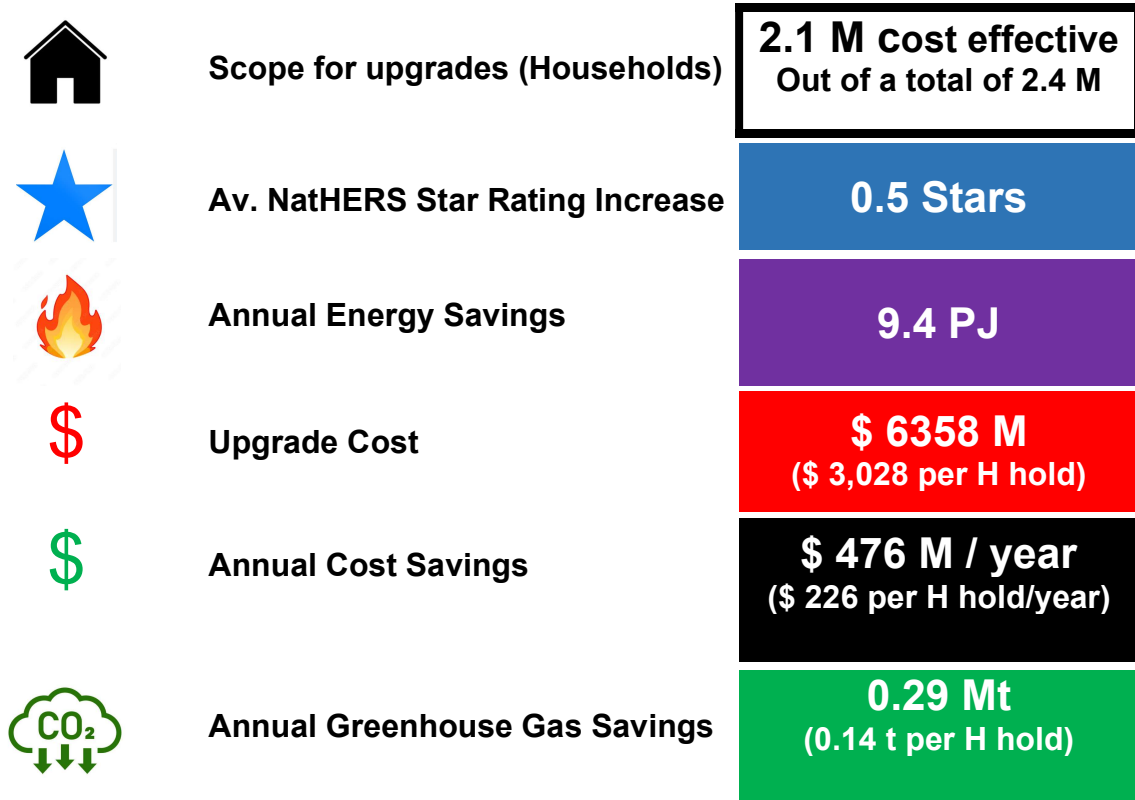 Scope for upgrades (Households)
2.1 M cost effective
Out of a total of 2.4 M
Av. NatHERS Star Rating Increase
0.5 Stars
Annual Energy Savings
9.4 PJ
$
Upgrade Cost
$ 6358 M
($ 3,028 per H hold)
$
Annual Cost Savings
$ 476 M / year
($ 226 per H hold/year)
CO₂
Annual Greenhouse Gas Savings
0.29 Mt
(0.14 t per H hold)